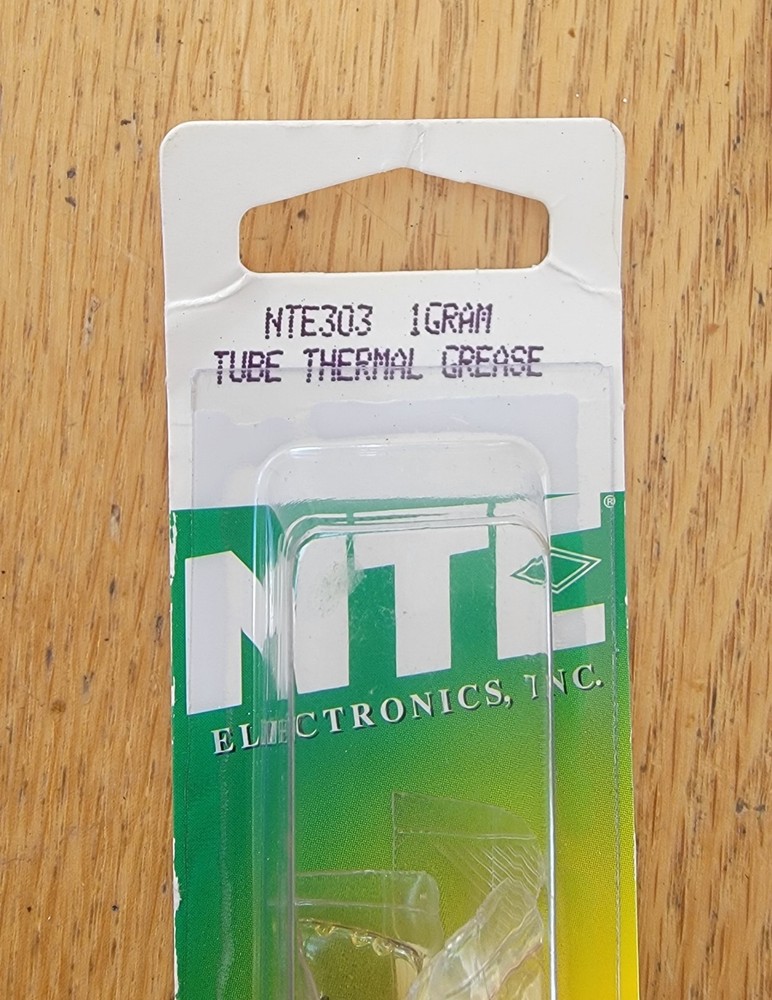 NTE303 1GRAM
TUBE THERMAL GREASE
NTE®
ELECTRONICS, INC.